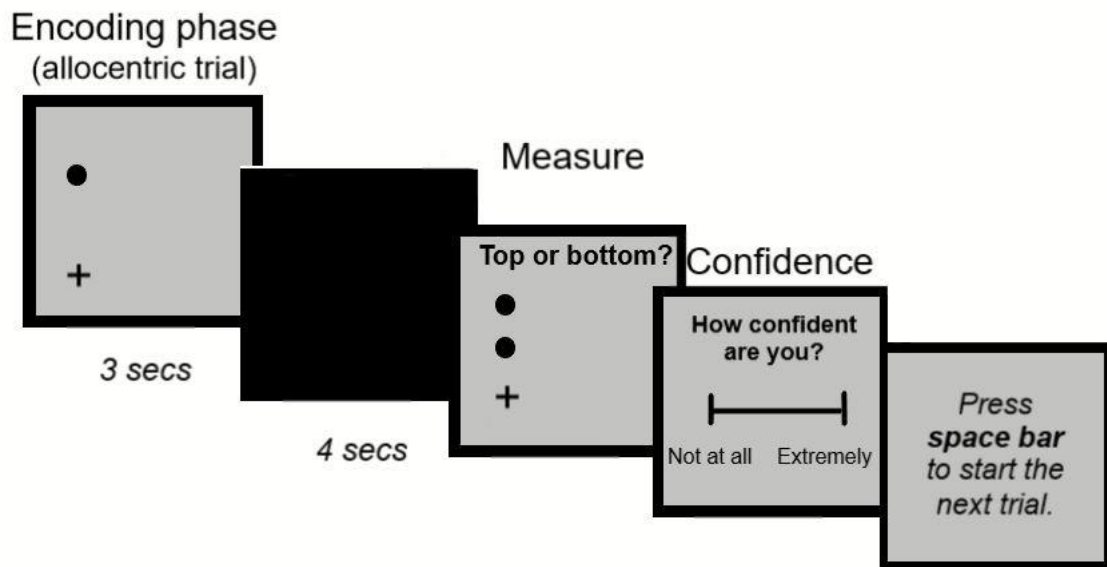 Encoding phase
(allocentric trial)
3 secs
4 secs
Measure
Top or bottom?
Confidence
How confident
are you?
Not at all Extremely
Press
space bar
to start the
next trial.